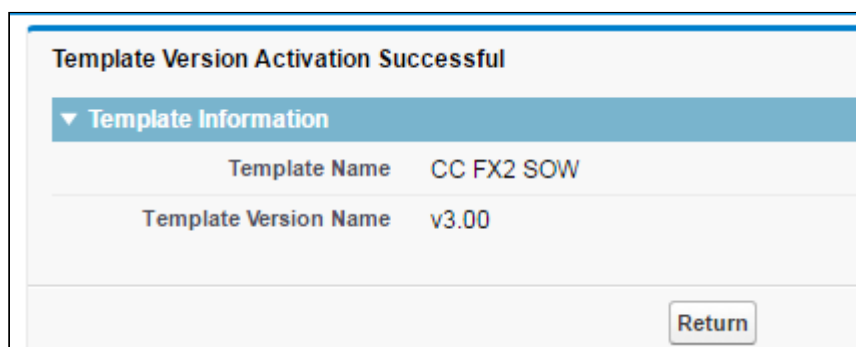 Template Version Activation Successful
Template Information
Template Name CC FX2 SOW
Template Version Name v3.00
Return